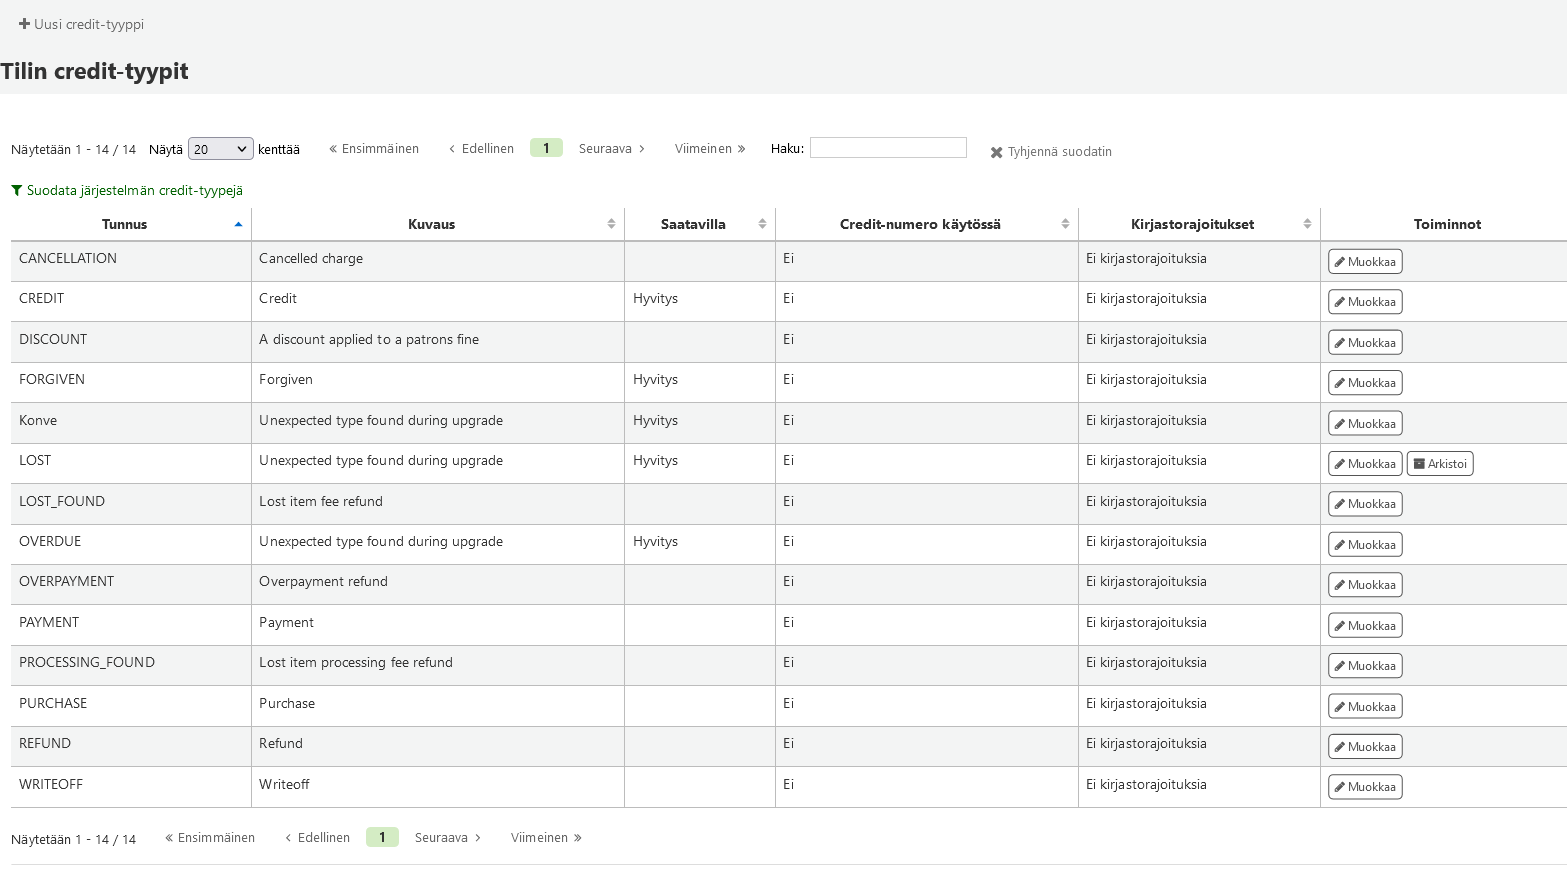 Uusi credit-tyyppi
Tilin credit-tyypit
Näytetään 1 - 14 / 14 Näytä 20 kenttää « Ensimmäinen ‹ Edellinen 1 Seuraava › Viimeinen » Haku: Tyhjennä suodatin
Suodata järjestelmän credit-tyypejä
Tunnus Kuvaus Saatavilla Credit-numero käytössä Kirjastorajoitukset Toiminnot
CANCELLATION Cancelled charge Ei Ei kirjastorajoituksia Muokkaa
CREDIT Credit Hyvitys Ei Ei kirjastorajoituksia Muokkaa
DISCOUNT A discount applied to a patrons fine Ei Ei kirjastorajoituksia Muokkaa
FORGIVEN Forgiven Hyvitys Ei Ei kirjastorajoituksia Muokkaa
Konve Unexpected type found during upgrade Hyvitys Ei Ei kirjastorajoituksia Muokkaa
LOST Unexpected type found during upgrade Hyvitys Ei Ei kirjastorajoituksia Muokkaa Arkistoi
LOST_FOUND Lost item fee refund Ei Ei kirjastorajoituksia Muokkaa
OVERDUE Unexpected type found during upgrade Hyvitys Ei Ei kirjastorajoituksia Muokkaa
OVERPAYMENT Overpayment refund Ei Ei kirjastorajoituksia Muokkaa
PAYMENT Payment Ei Ei kirjastorajoituksia Muokkaa
PROCESSING_FOUND Lost item processing fee refund Ei Ei kirjastorajoituksia Muokkaa
PURCHASE Purchase Ei Ei kirjastorajoituksia Muokkaa
REFUND Refund Ei Ei kirjastorajoituksia Muokkaa
WRITEOFF Writeoff Ei Ei kirjastorajoituksia Muokkaa
Näytetään 1 - 14 / 14 « Ensimmäinen ‹ Edellinen 1 Seuraava › Viimeinen »